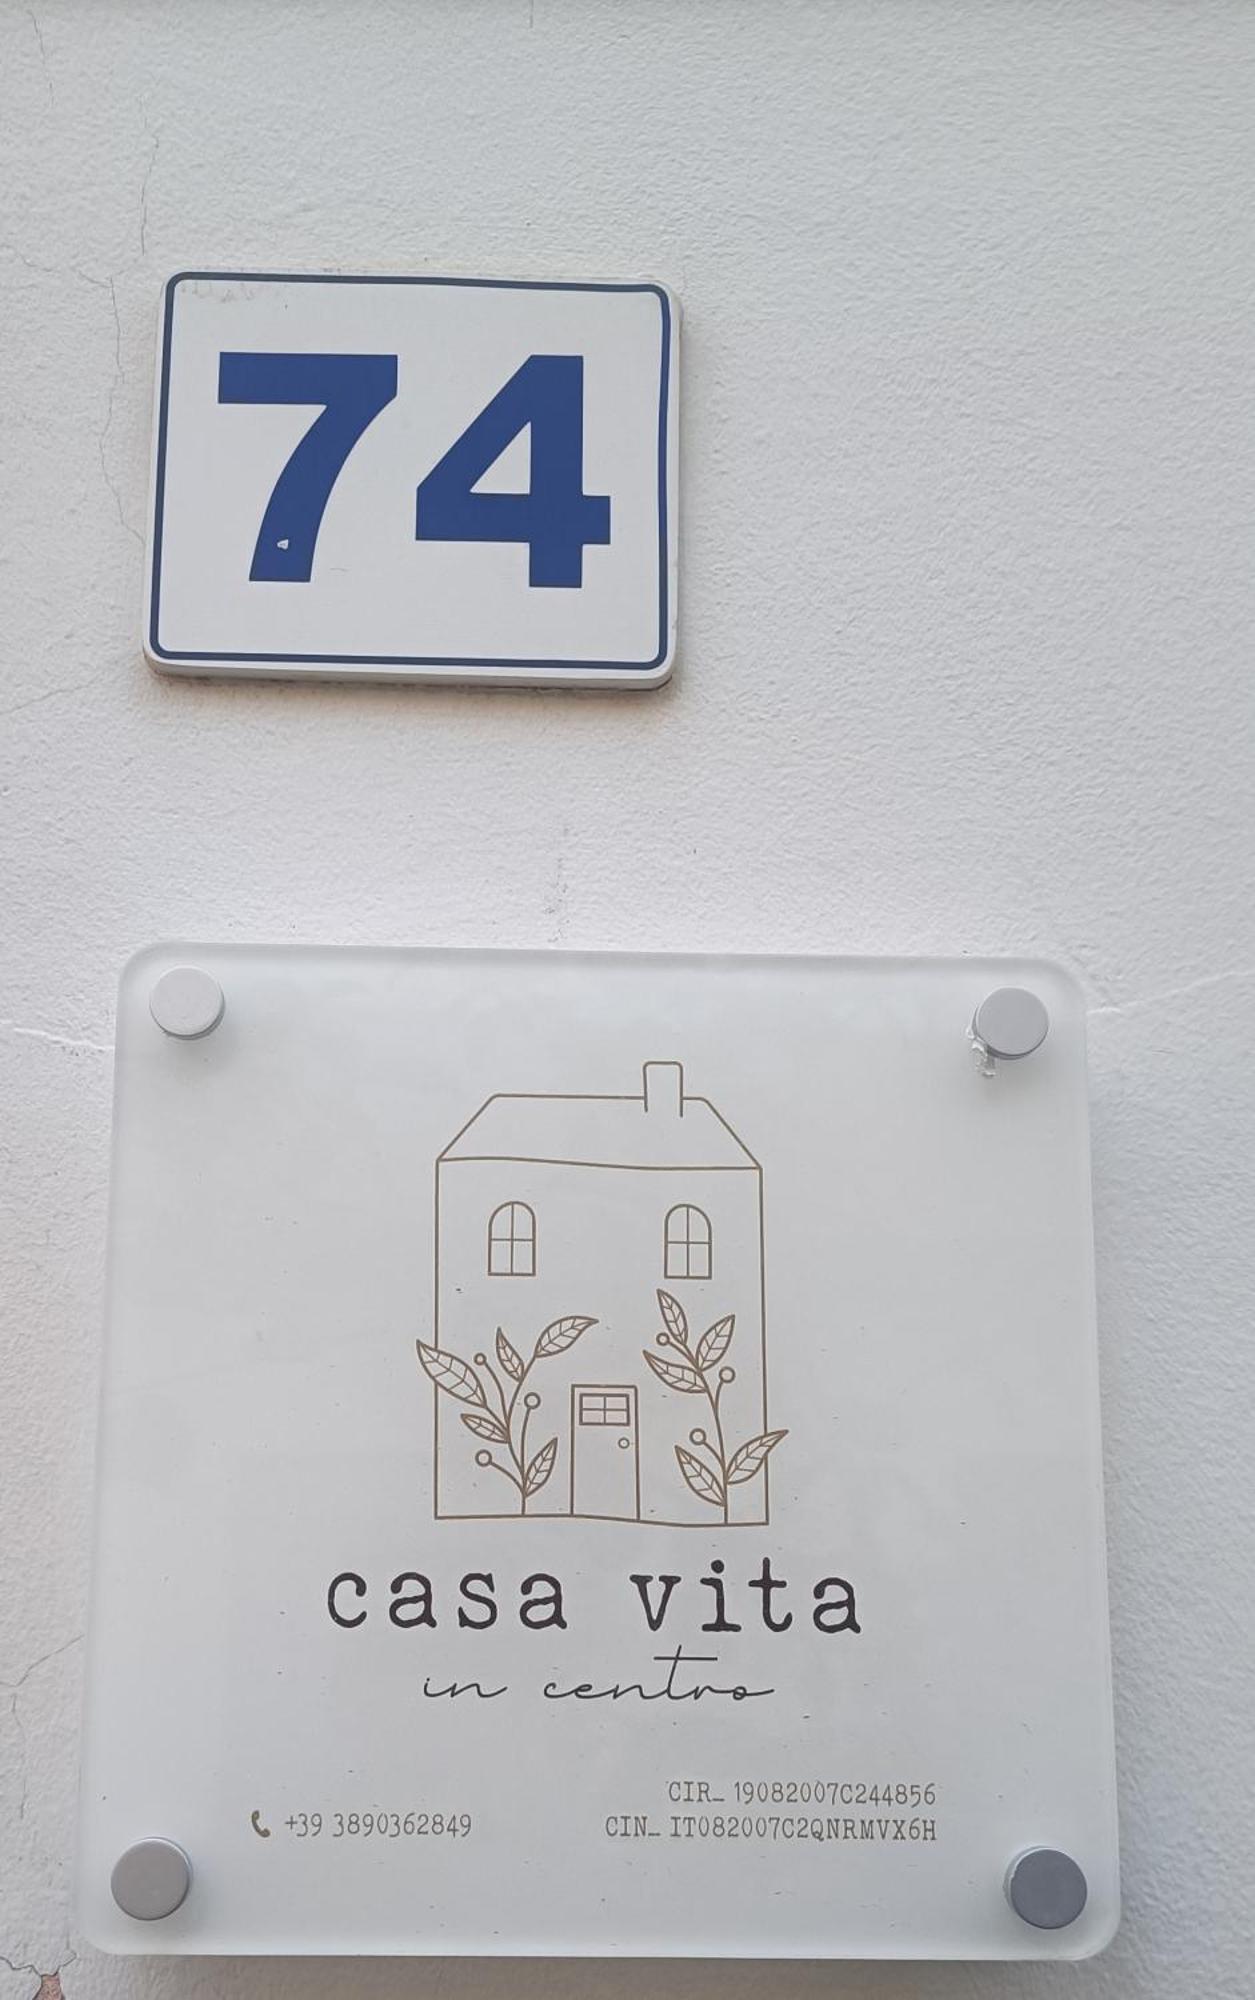 74
casa vita
in centro
CIR_ 19082007C244856
+39 3890362849
CIN_ IT082007C2QNRMVX6H